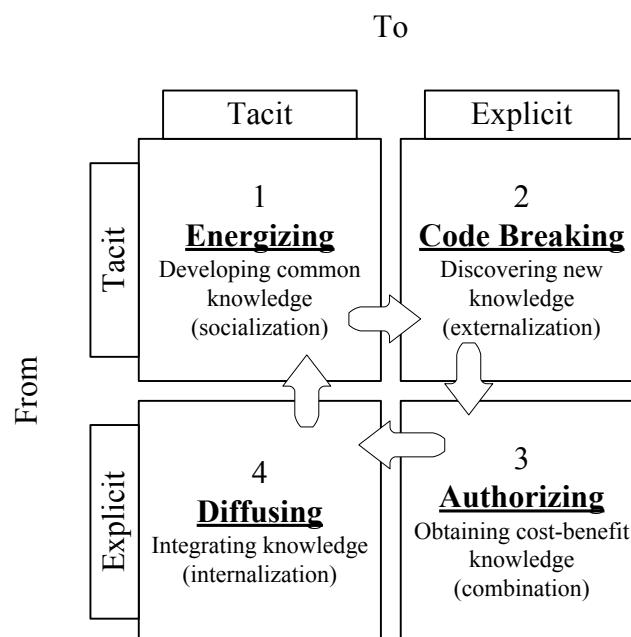 To
Tacit
Explicit
From
Tacit
1
Energizing
Developing common
knowledge
(socialization)
2
Code Breaking
Discovering new
knowledge
(externalization)
Explicit
4
Diffusing
Integrating knowledge
(internalization)
3
Authorizing
Obtaining cost-benefit
knowledge
(combination)